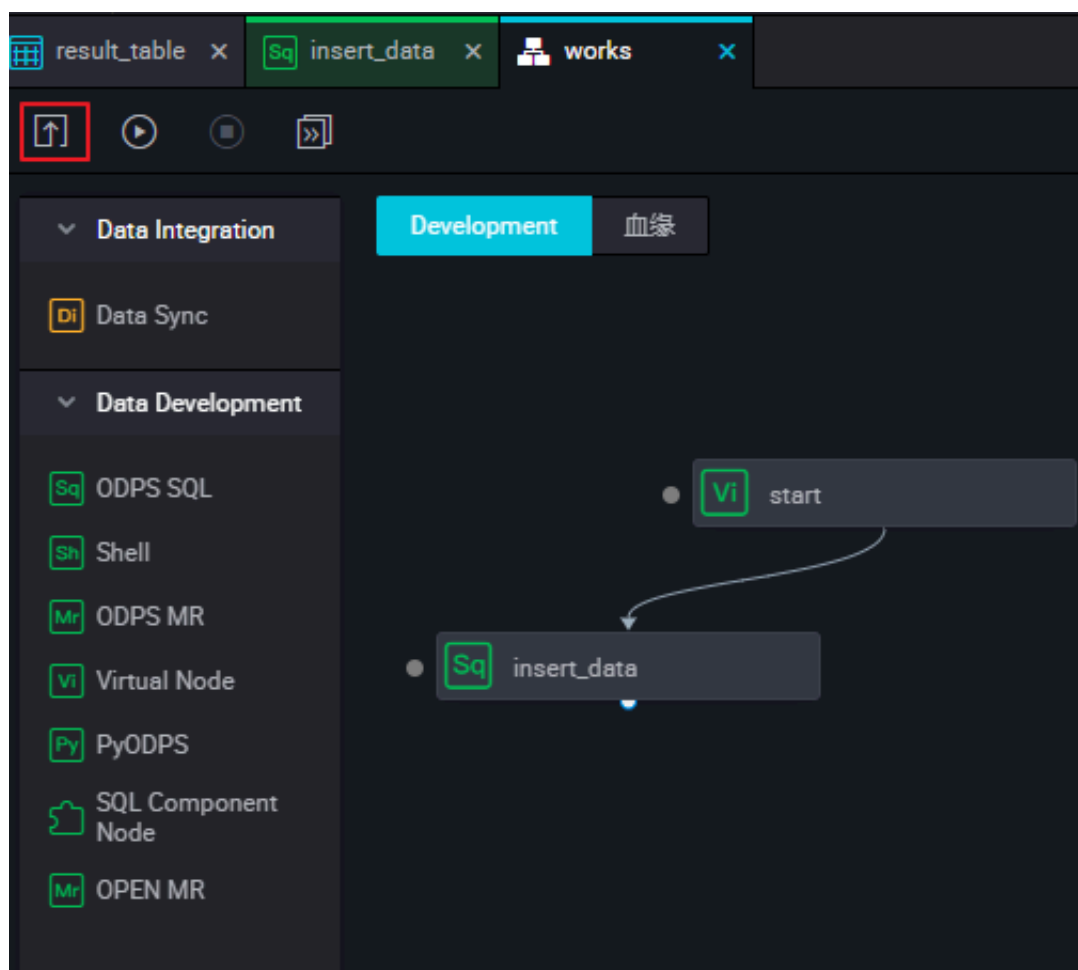 result_table
Sq insert_data
works
Data Integration
Development 血缘
Di Data Sync
Data Development
Sq ODPS SQL
Sh Shell
Mr ODPS MR
Vi Virtual Node
Py PyODPS
SQL Component
Node
Mr OPEN MR
Vi start
Sq insert_data